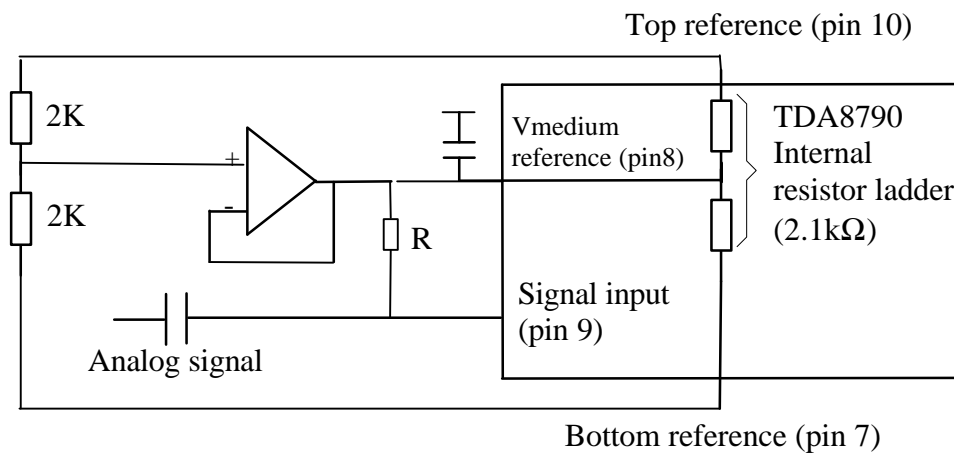 Top reference (pin 10)
2K
Vmedium
reference (pin8)
TDA8790
Internal
resistor ladder
(2.1kΩ)
+
-
2K
R
Signal input
(pin 9)
Analog signal
Bottom reference (pin 7)